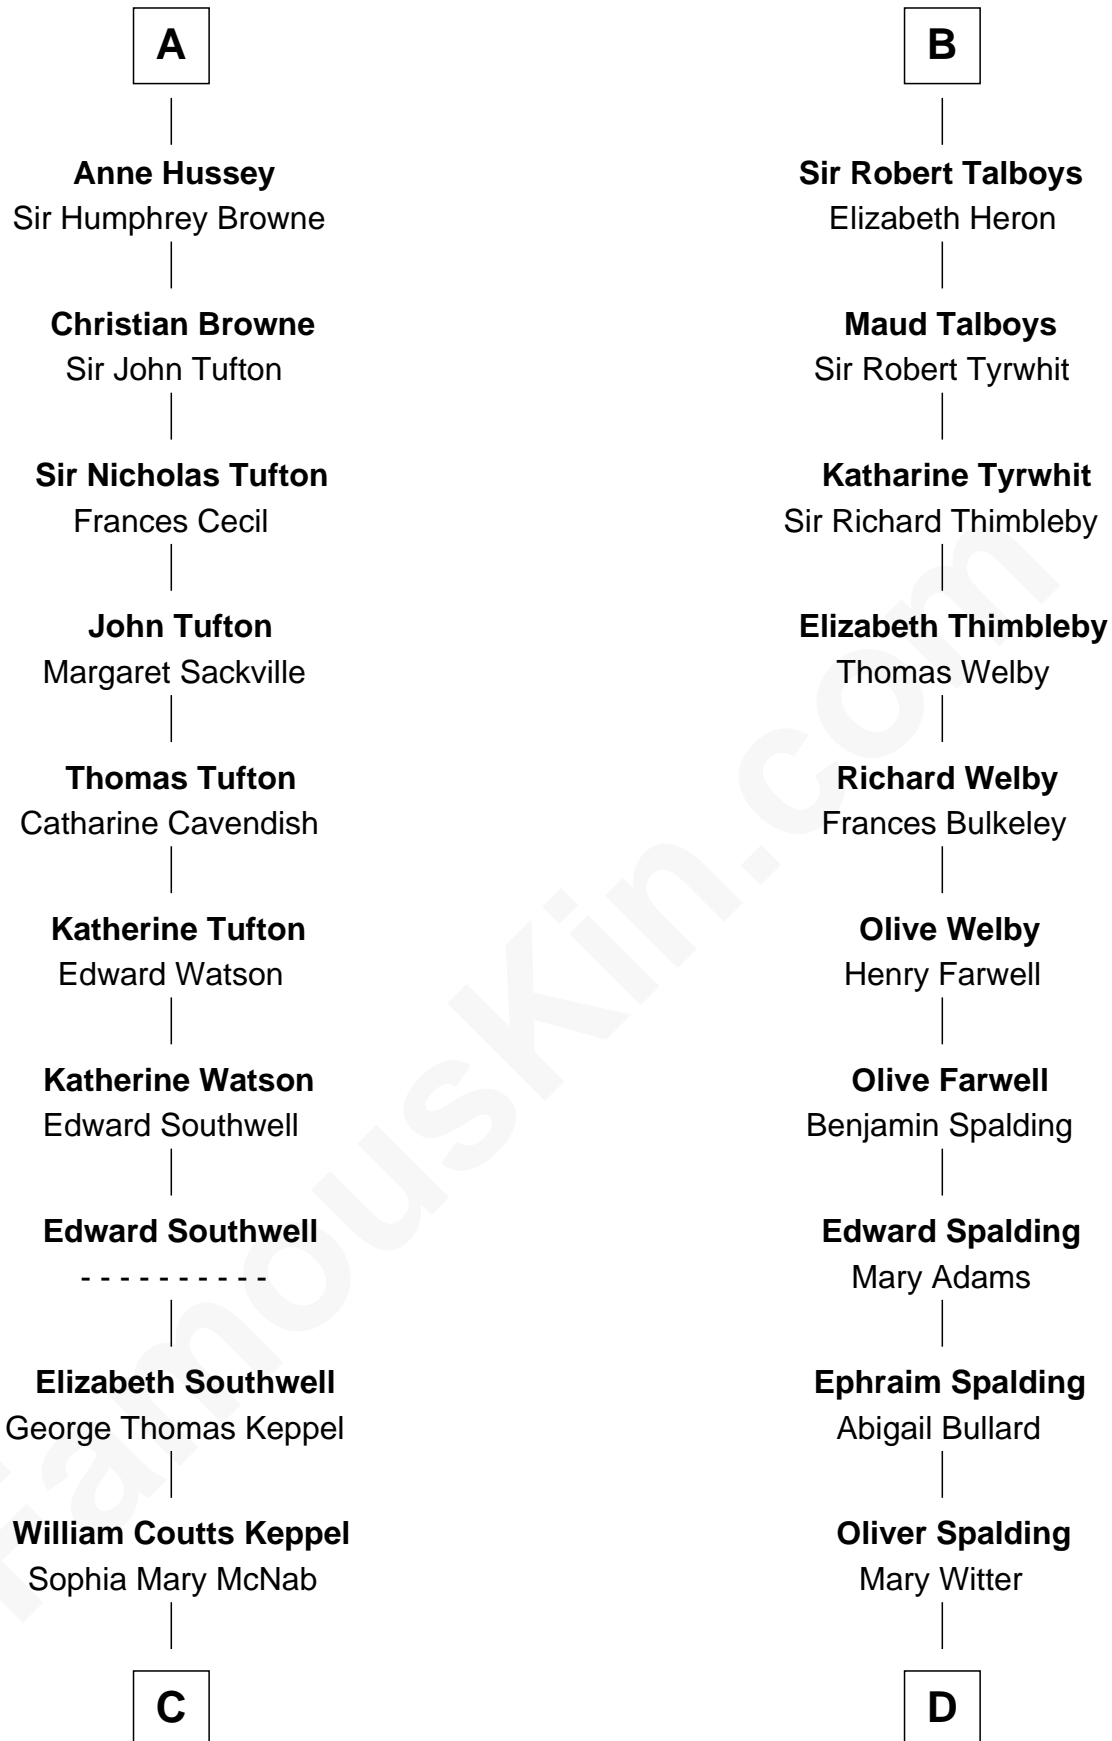 A
Anne Hussey
Sir Humphrey Browne
Christian Browne
Sir John Tufton
Sir Nicholas Tufton
Frances Cecil
John Tufton
Margaret Sackville
Thomas Tufton
Catharine Cavendish
Katherine Tufton
Edward Watson
Katherine Watson
Edward Southwell
Edward Southwell
- - - - - - - - - -
Elizabeth Southwell
George Thomas Keppel
William Coutts Keppel
Sophia Mary McNab
C
B
Sir Robert Talboys
Elizabeth Heron
Maud Talboys
Sir Robert Tyrwhit
Katharine Tyrwhit
Sir Richard Thimbleby
Elizabeth Thimbleby
Thomas Welby
Richard Welby
Frances Bulkeley
Olive Welby
Henry Farwell
Olive Farwell
Benjamin Spalding
Edward Spalding
Mary Adams
Ephraim Spalding
Abigail Bullard
Oliver Spalding
Mary Witter
D
FamousKin.com